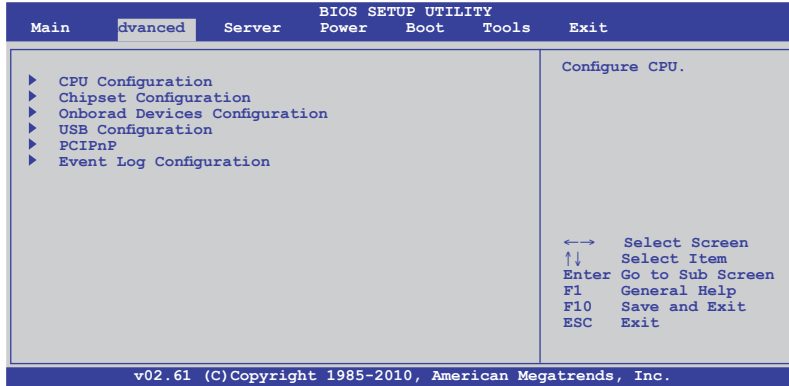 BIOS SETUP UTILITY
Main dvanced Server Power Boot Tools Exit
CPU Configuration
Chipset Configuration
Onborad Devices Configuration
USB Configuration
PCIPnP
Event Log Configuration
Configure CPU.
←→ Select Screen
↑↓ Select Item
Enter Go to Sub Screen
F1 General Help
F10 Save and Exit
ESC Exit
v02.61 (C)Copyright 1985-2010, American Megatrends, Inc.